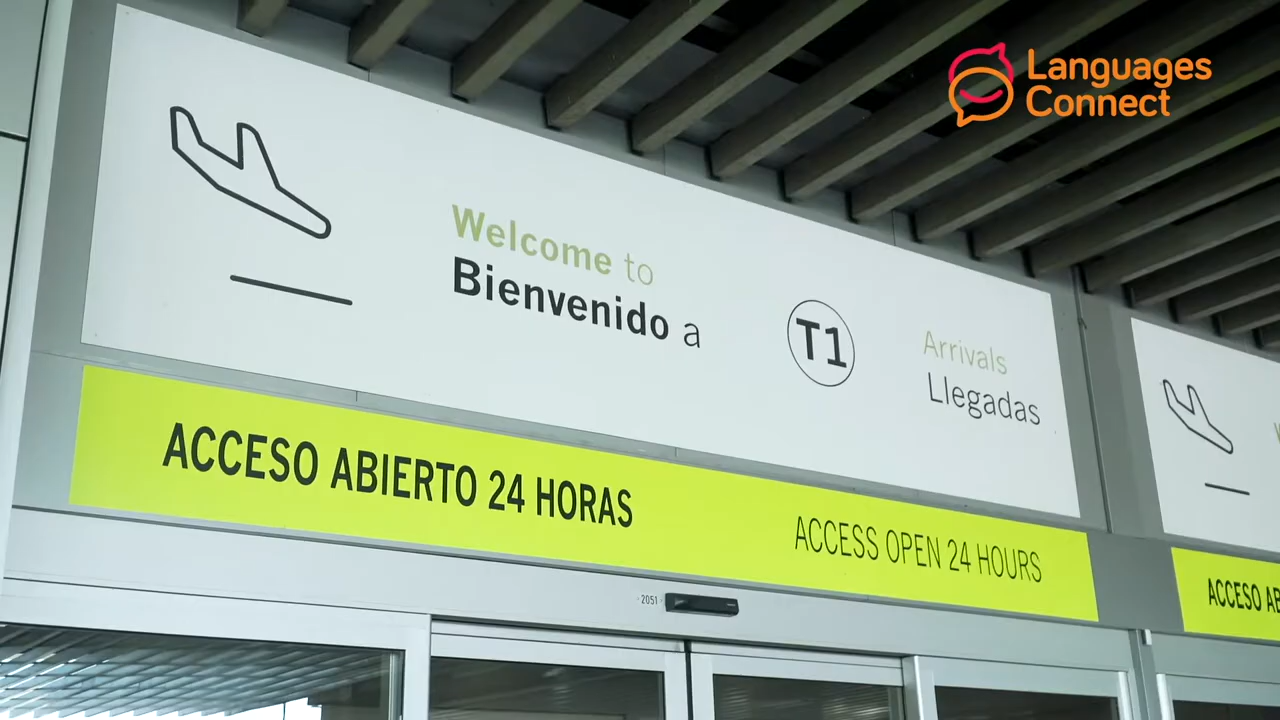 Languages
Connect
Welcome to
Bienvenido a
T1
Arrivals
Llegadas
ACCESO ABIERTO 24 HORAS
ACCESS OPEN 24 HOURS
2051
ACCESO AB